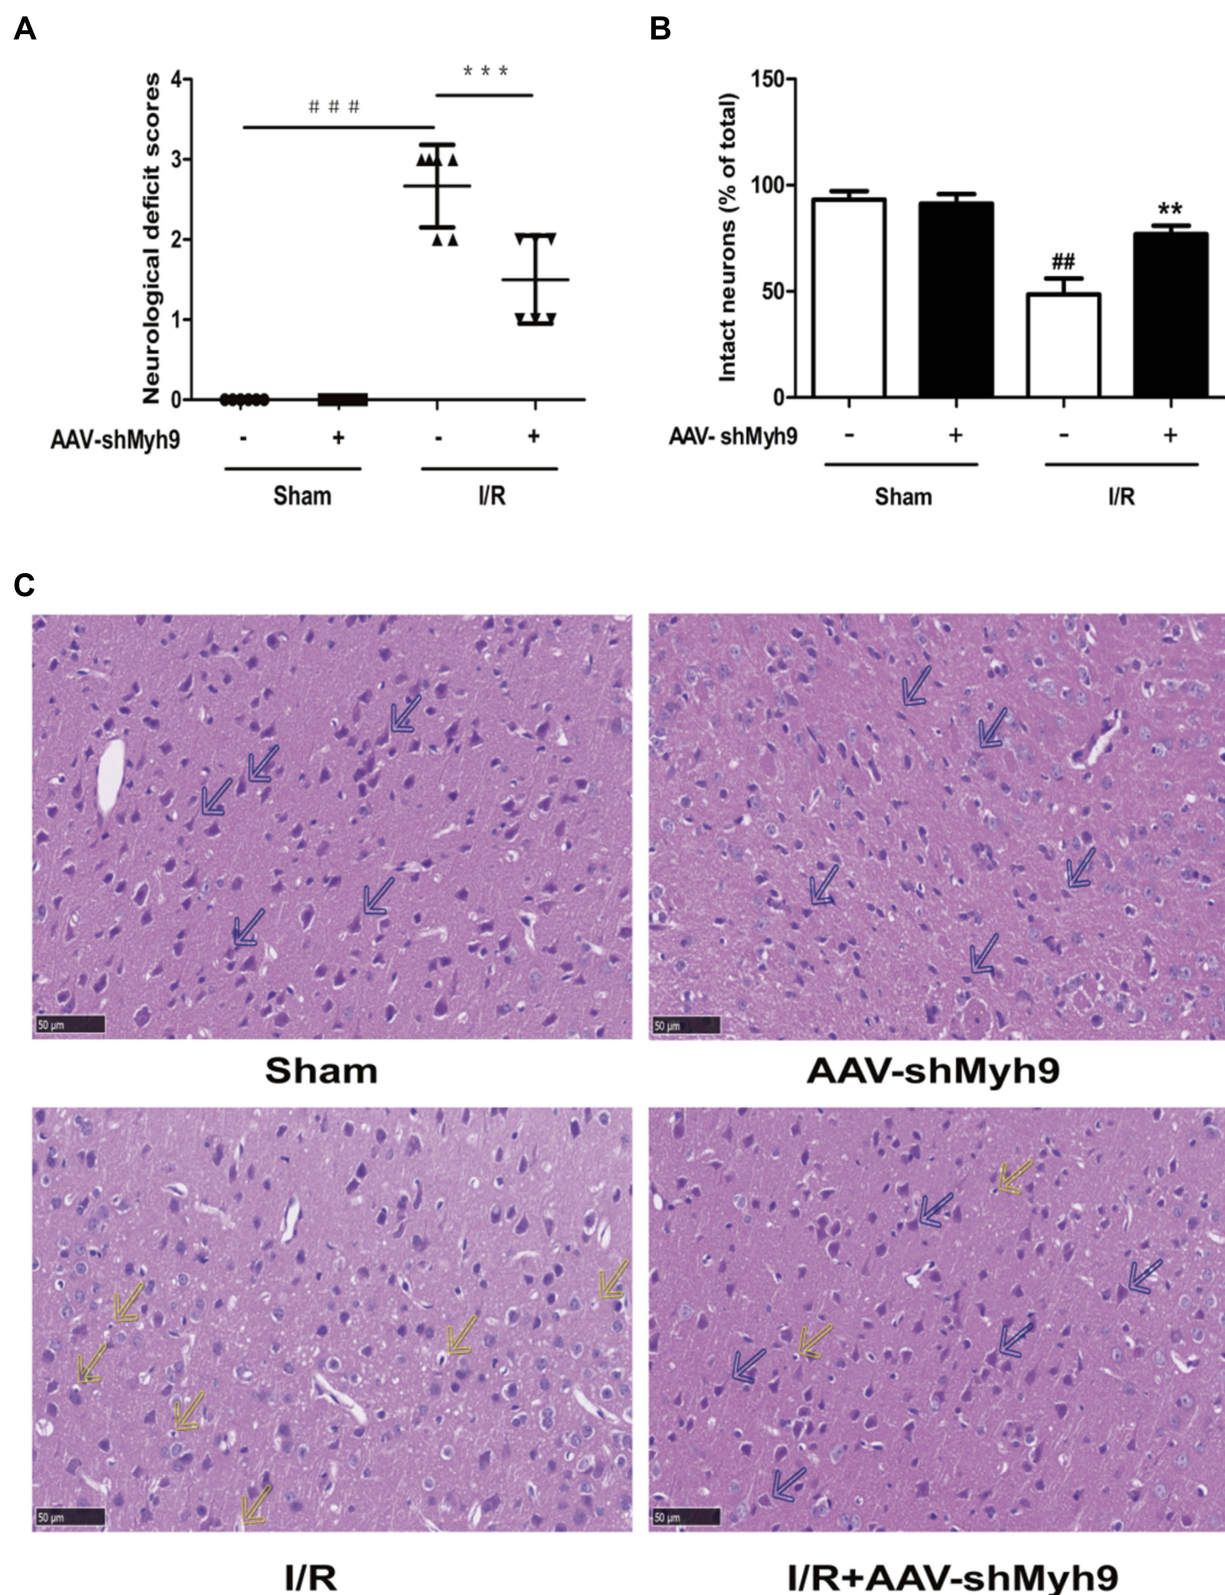 A
Neurological deficit scores
4
3
2
1
0
# # #
* * *
AAV-shMyh9
- + - +
Sham I/R
B
Intact neurons (% of total)
150
100
50
0
##
**
AAV- shMyh9
- + - +
Sham I/R
C
50 µm
50 µm
Sham AAV-shMyh9
50 µm
50 µm
I/R I/R+AAV-shMyh9